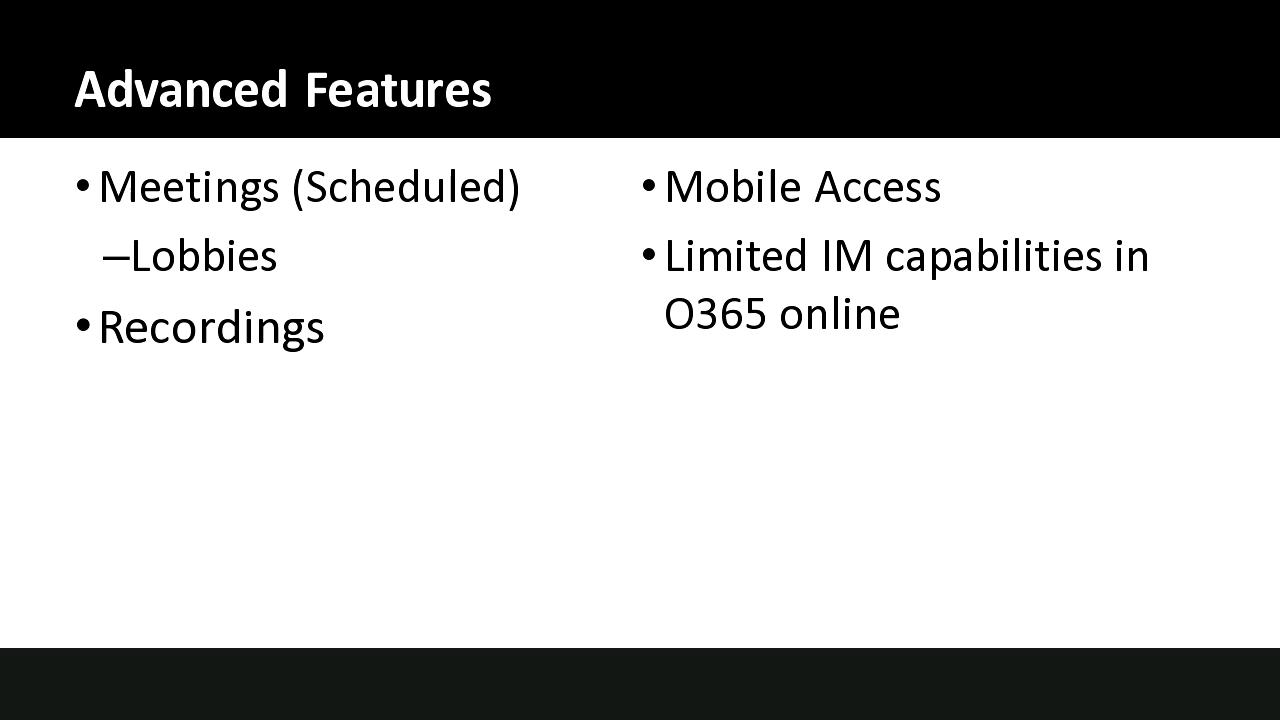 Advanced Features
•Meetings (Scheduled)
–Lobbies
•Recordings
•Mobile Access
•Limited IM capabilities in
O365 online